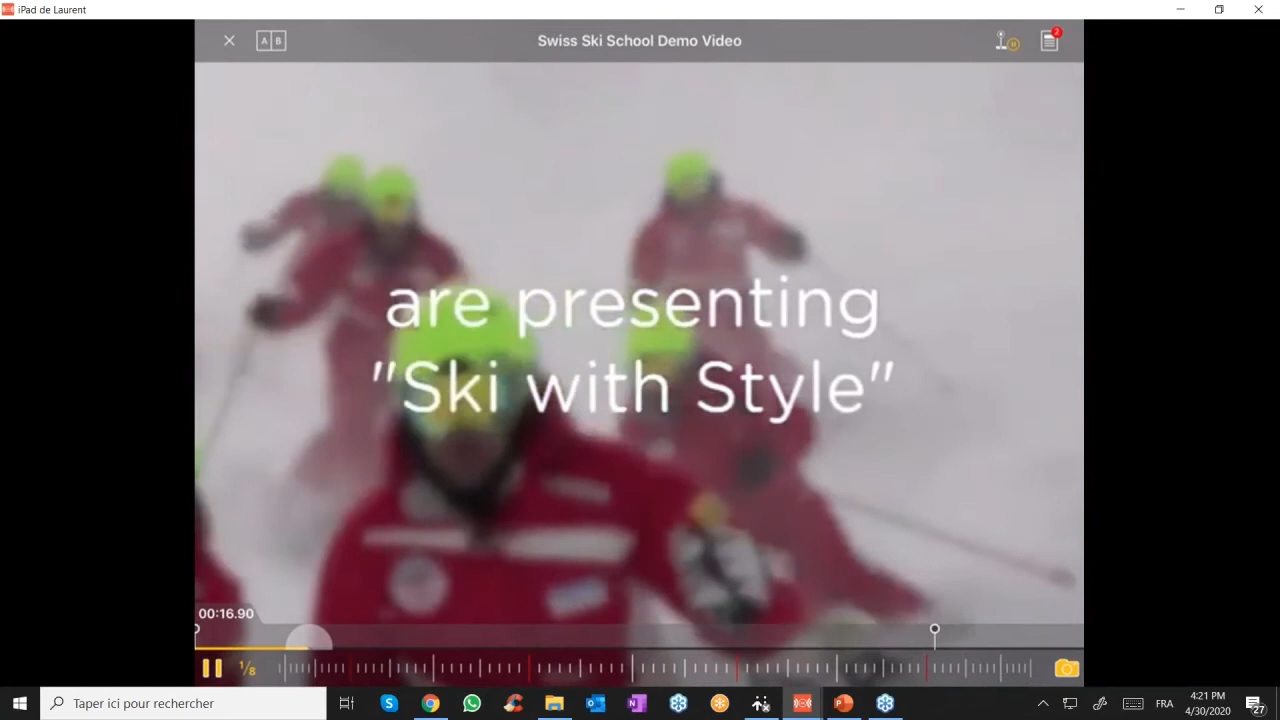 iPad de Laurent
A B
Swiss Ski School Demo Video
2
are presenting
"Ski with Style"
00:16.90
1/8
Taper ici pour rechercher
FRA
4:21 PM
4/30/2020
27